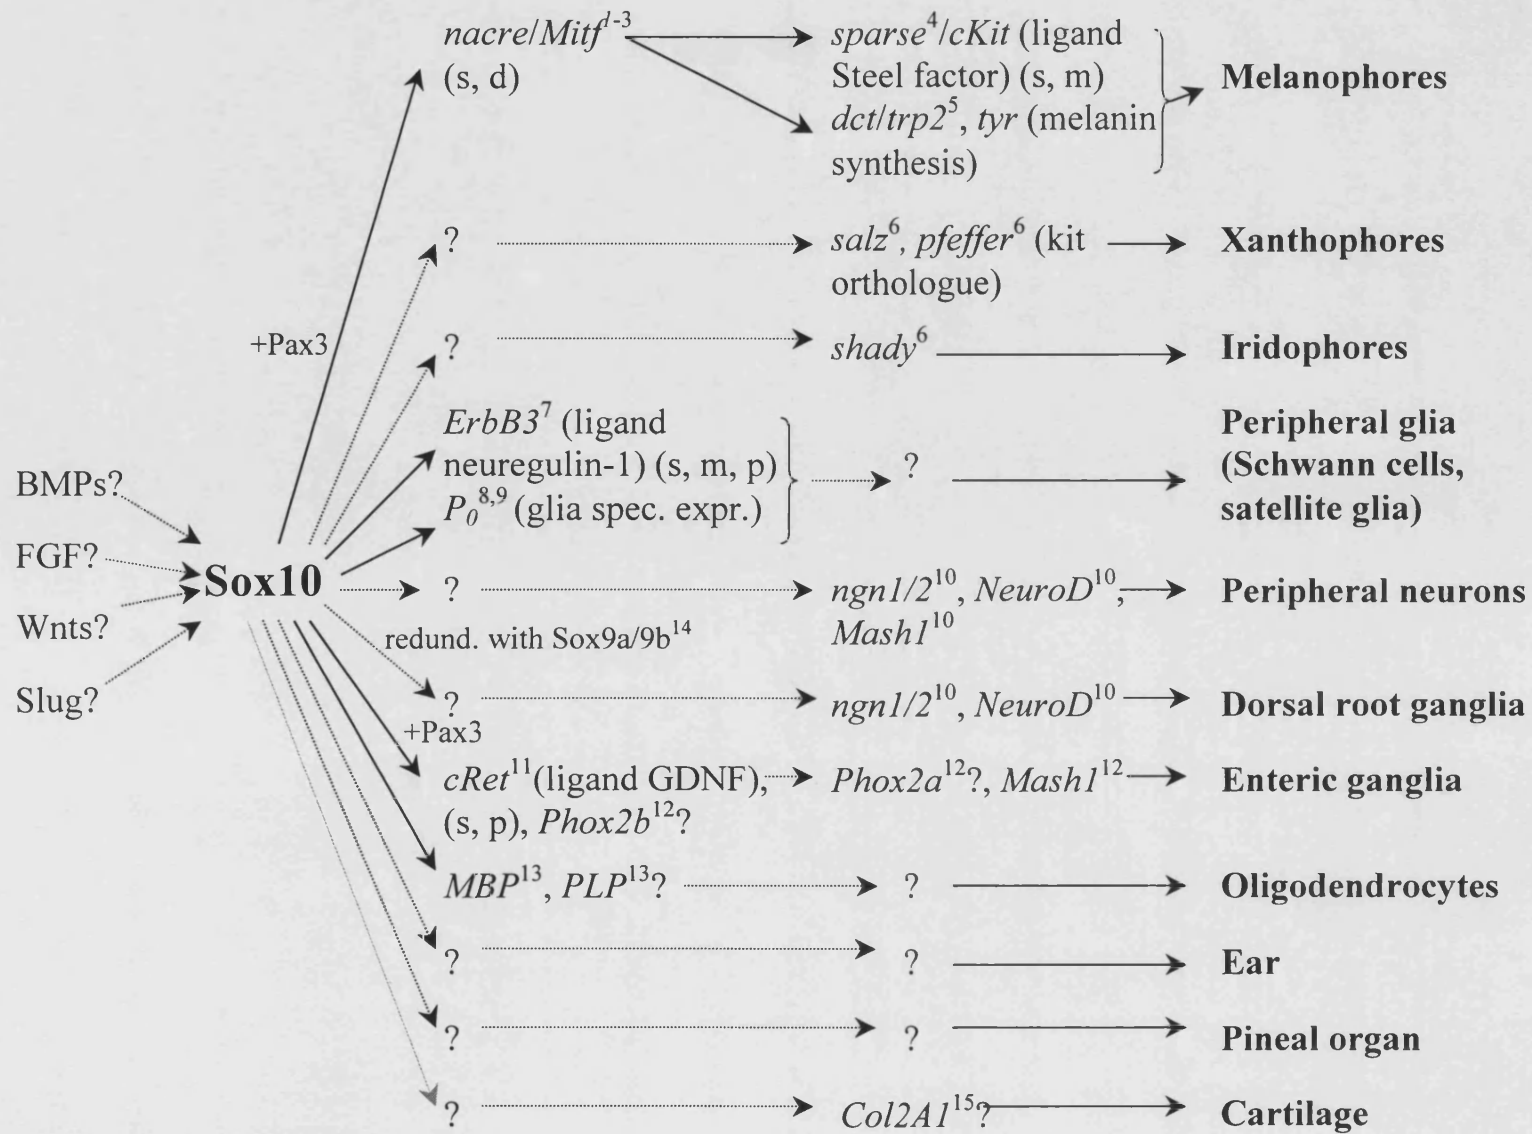 nacre/Mitf1-3
(s, d)
sparse4/cKit (ligand
Steel factor) (s, m)
dct/trp25, tyr (melanin
synthesis)
Melanophores
+Pax3
?
salz6, pfeffer6 (kit
orthologue)
Xanthophores
?
shady6
Iridophores
ErbB37 (ligand
neuregulin-1) (s, m, p)
P08,9 (glia spec. expr.)
?
Peripheral glia
(Schwann cells,
satellite glia)
BMPs?
FGF?
Wnts?
Slug?
Sox10
?
ngn1/210, NeuroD10,
Mash110
Peripheral neurons
redund. with Sox9a/9b14
?
ngn1/210, NeuroD10
Dorsal root ganglia
+Pax3
cRet11(ligand GDNF),
(s, p), Phox2b12?
Phox2a12?, Mash112
Enteric ganglia
MBP13, PLP13?
?
Oligodendrocytes
?
?
Ear
?
?
Pineal organ
?
Col2A115?
Cartilage